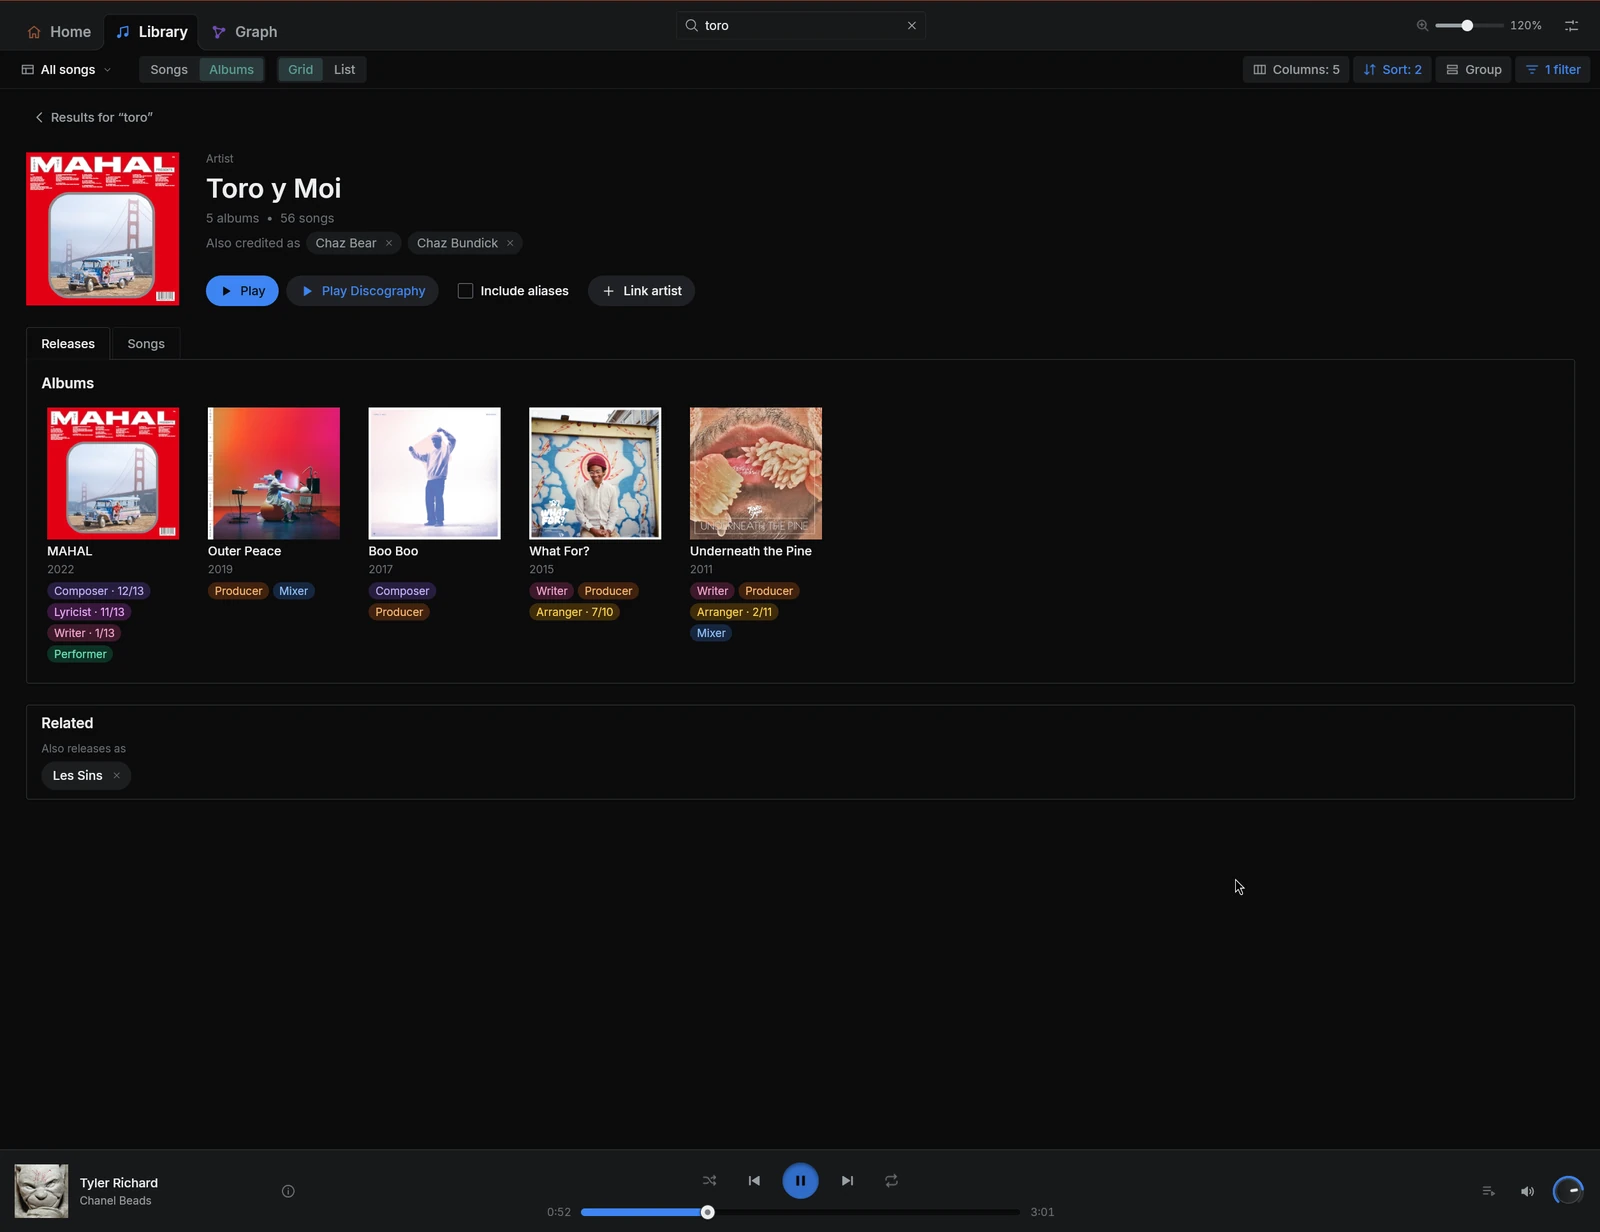 Home
Library
Graph
toro
120%
All songs
Songs
Albums
Grid
List
Columns: 5
Sort: 2
Group
1 filter
Results for “toro”
MAHAL
Artist
Toro y Moi
5 albums • 56 songs
Also credited as
Chaz Bear
Chaz Bundick
Play
Play Discography
Include aliases
Link artist
Releases
Songs
Albums
MAHAL
WHAT
FOR?
UNDERNEATH THE PINE
MAHAL
2022
Composer · 12/13
Lyricist · 11/13
Writer · 1/13
Performer
Outer Peace
2019
Producer
Mixer
Boo Boo
2017
Composer
Producer
What For?
2015
Writer
Producer
Arranger · 7/10
Underneath the Pine
2011
Writer
Producer
Arranger · 2/11
Mixer
Related
Also releases as
Les Sins
Tyler Richard
Chanel Beads
0:52
3:01